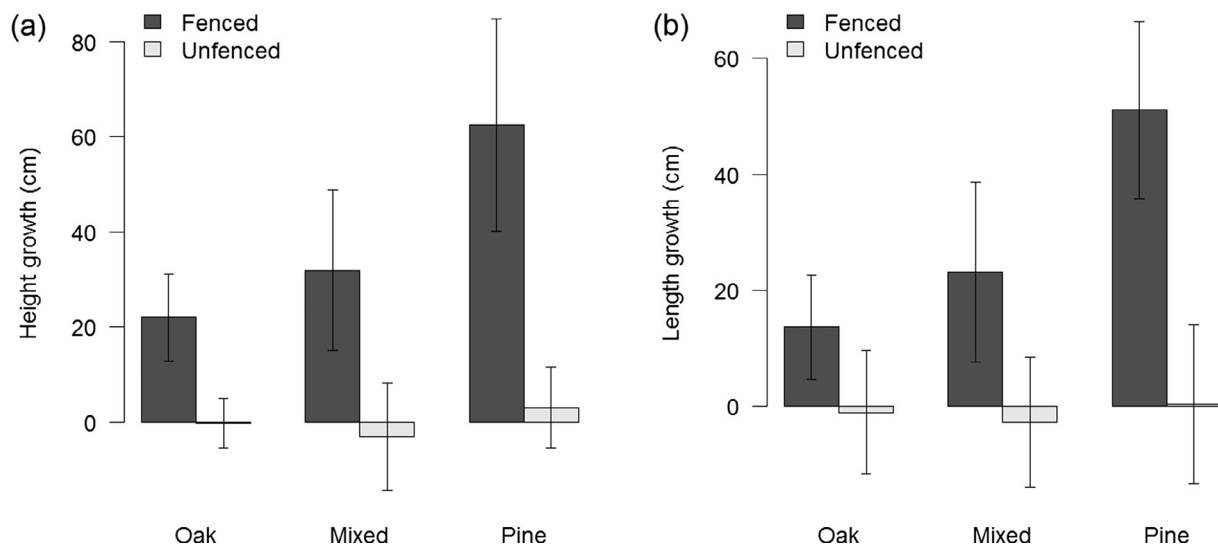 (a)
Fenced
Unfenced
Height growth (cm)
80
60
40
20
0
Oak Mixed Pine
(b)
Fenced
Unfenced
Length growth (cm)
60
40
20
0
Oak Mixed Pine